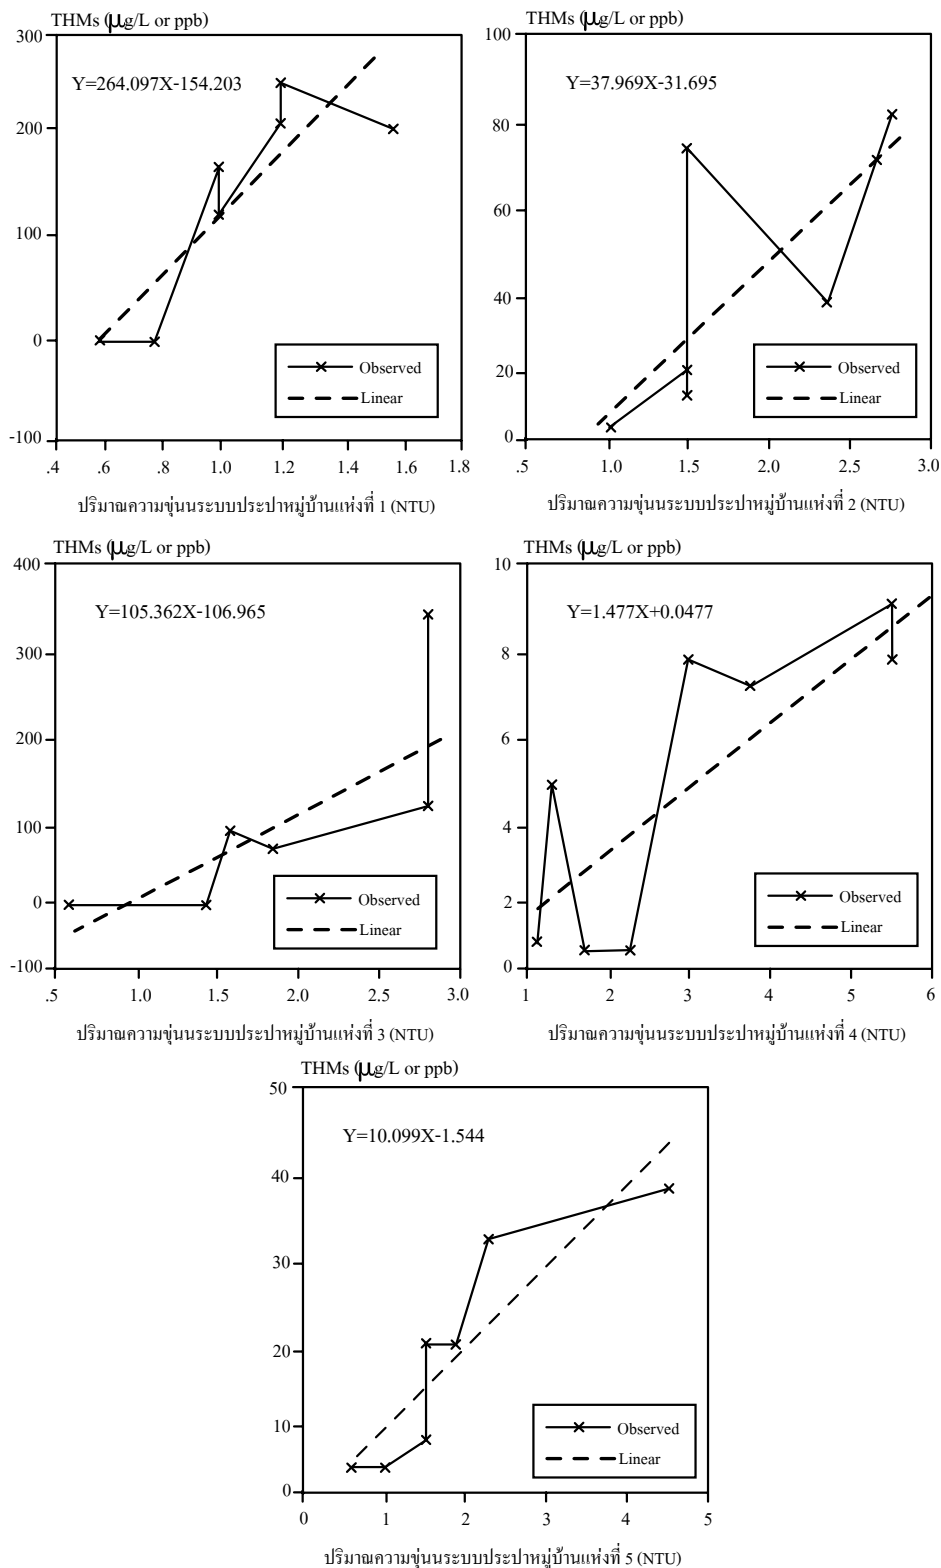 THMs (μg/L or ppb)
300
200
100
0
-100
Y=264.097X-154.203
Observed
Linear
.4 .6 .8 1.0 1.2 1.4 1.6 1.8
ปริมาณความขุ่นนระบบประปาหมู่บ้านแห่งที่ 1 (NTU)
THMs (μg/L or ppb)
100
80
60
40
20
0
Y=37.969X-31.695
Observed
Linear
.5 1.0 1.5 2.0 2.5 3.0
ปริมาณความขุ่นนระบบประปาหมู่บ้านแห่งที่ 2 (NTU)
THMs (μg/L or ppb)
400
300
200
100
0
-100
Y=105.362X-106.965
Observed
Linear
.5 1.0 1.5 2.0 2.5 3.0
ปริมาณความขุ่นนระบบประปาหมู่บ้านแห่งที่ 3 (NTU)
THMs (μg/L or ppb)
10
8
6
4
2
0
Y=1.477X+0.0477
Observed
Linear
1 2 3 4 5 6
ปริมาณความขุ่นนระบบประปาหมู่บ้านแห่งที่ 4 (NTU)
THMs (μg/L or ppb)
50
40
30
20
10
0
Y=10.099X-1.544
Observed
Linear
0 1 2 3 4 5
ปริมาณความขุ่นนระบบประปาหมู่บ้านแห่งที่ 5 (NTU)